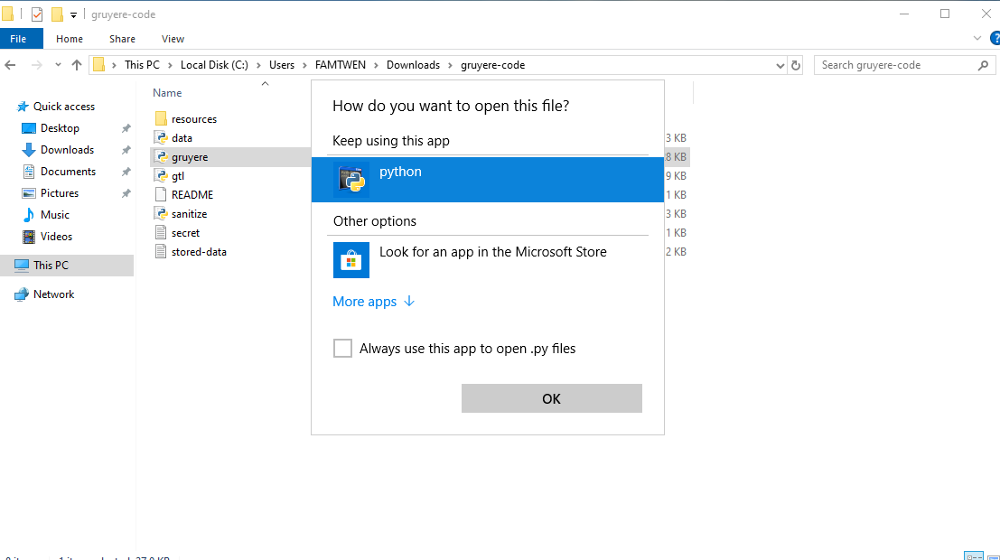 gruyere-code
File Home Share View
This PC Local Disk (C:) Users FAMTWEN Downloads gruyere-code
Search gruyere-code
Quick access
Desktop
Downloads
Documents
Pictures
Music
Videos
This PC
Network
Name
resources
data 3 KB
gruyere 8 KB
gtl 9 KB
README 1 KB
sanitize 3 KB
secret 1 KB
stored-data 2 KB
How do you want to open this file?
Keep using this app
python
Other options
Look for an app in the Microsoft Store
More apps
Always use this app to open .py files
OK